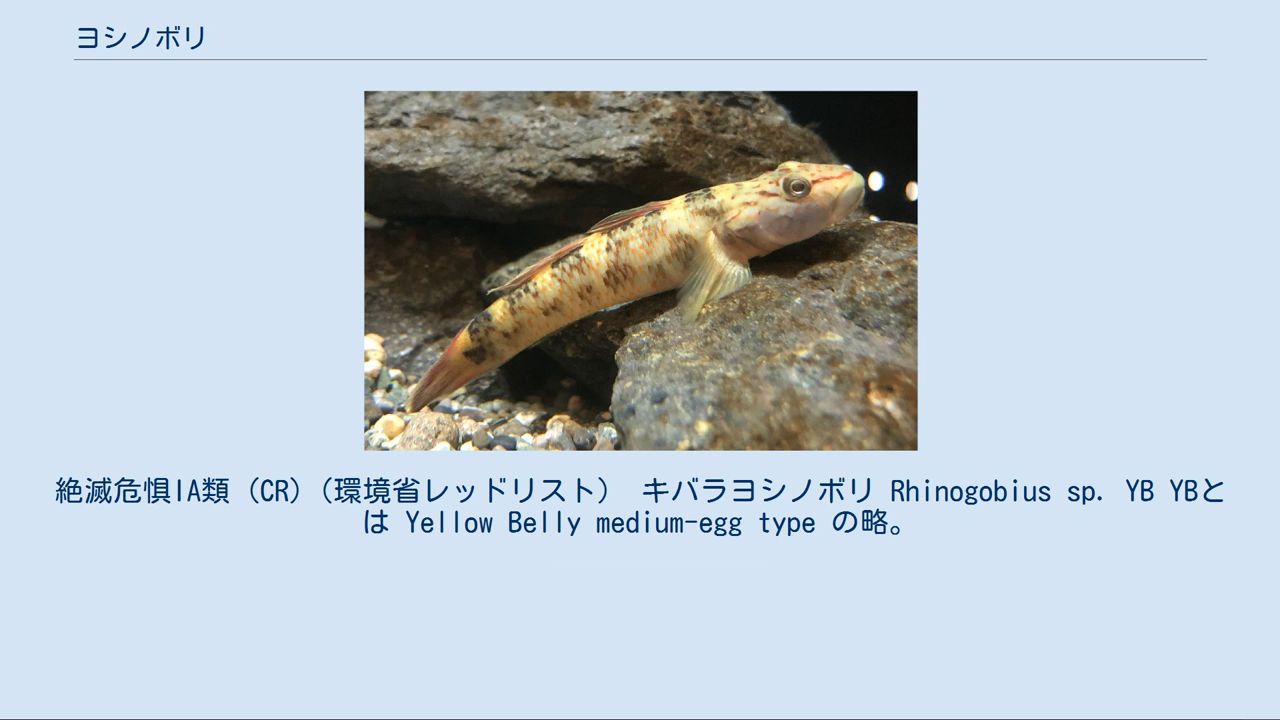 ヨシノボリ
絶滅危惧IA類（CR）（環境省レッドリスト） キバラヨシノボリ Rhinogobius sp. YB YBと
は Yellow Belly medium-egg type の略。